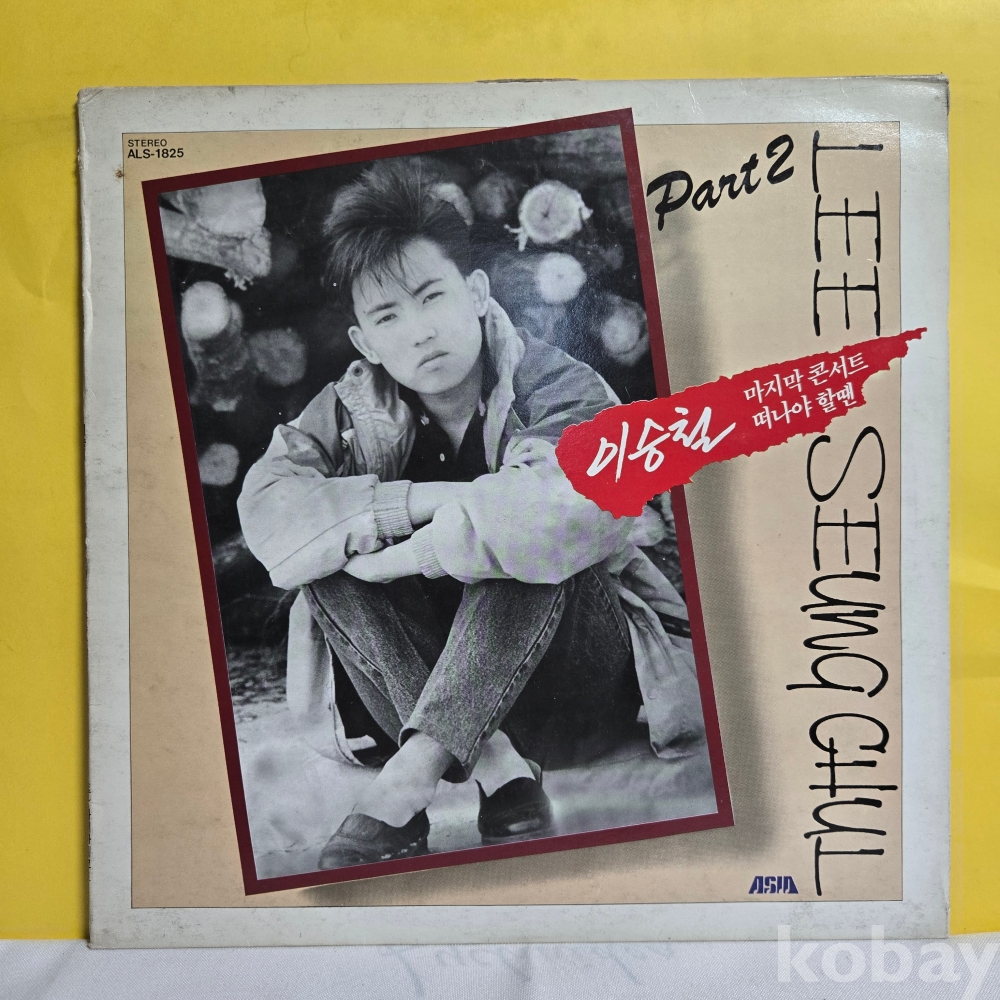 STEREO
ALS-1825
Part 2
LEE SEUNG CHUL
이승철
마지막 콘서트
떠나야 할땐
ASIA
kobay